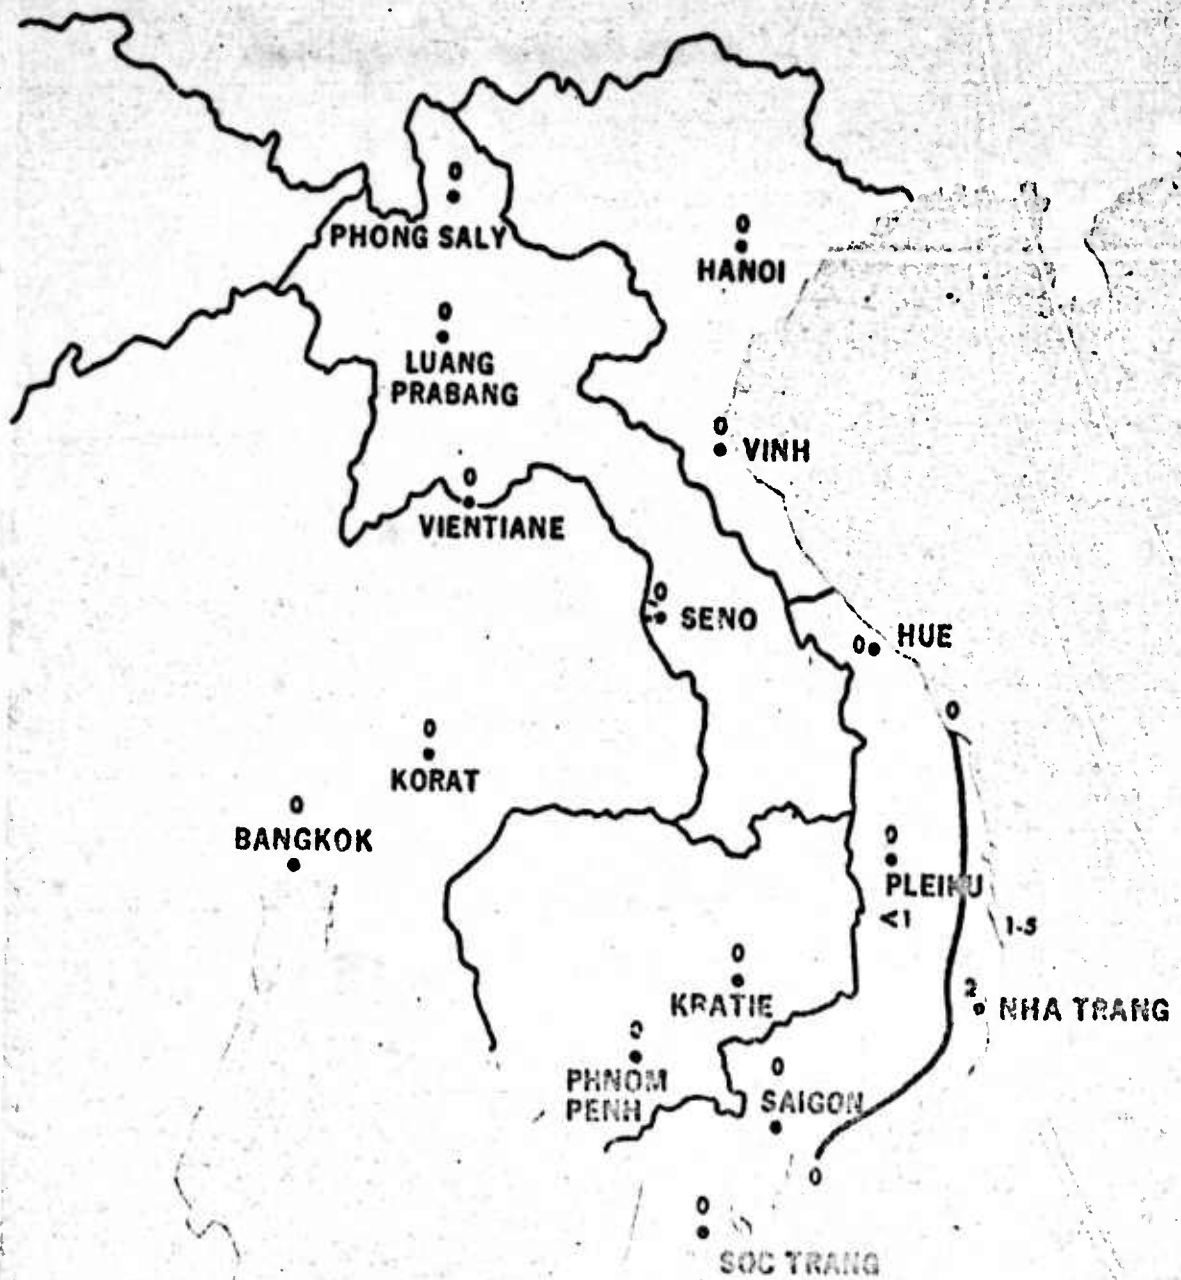 0
PHONG SALY
0
HANOI
0
LUANG
PRABANG
0
VINH
0
VIENTIANE
0
SENO
0
HUE
0
0
KORAT
0
BANGKOK
0
PLEIKU
<1
1-5
0
KRATIE
2
NHA TRANG
0
PHNOM
PENH
0
SAIGON
0
0
SOC TRANG